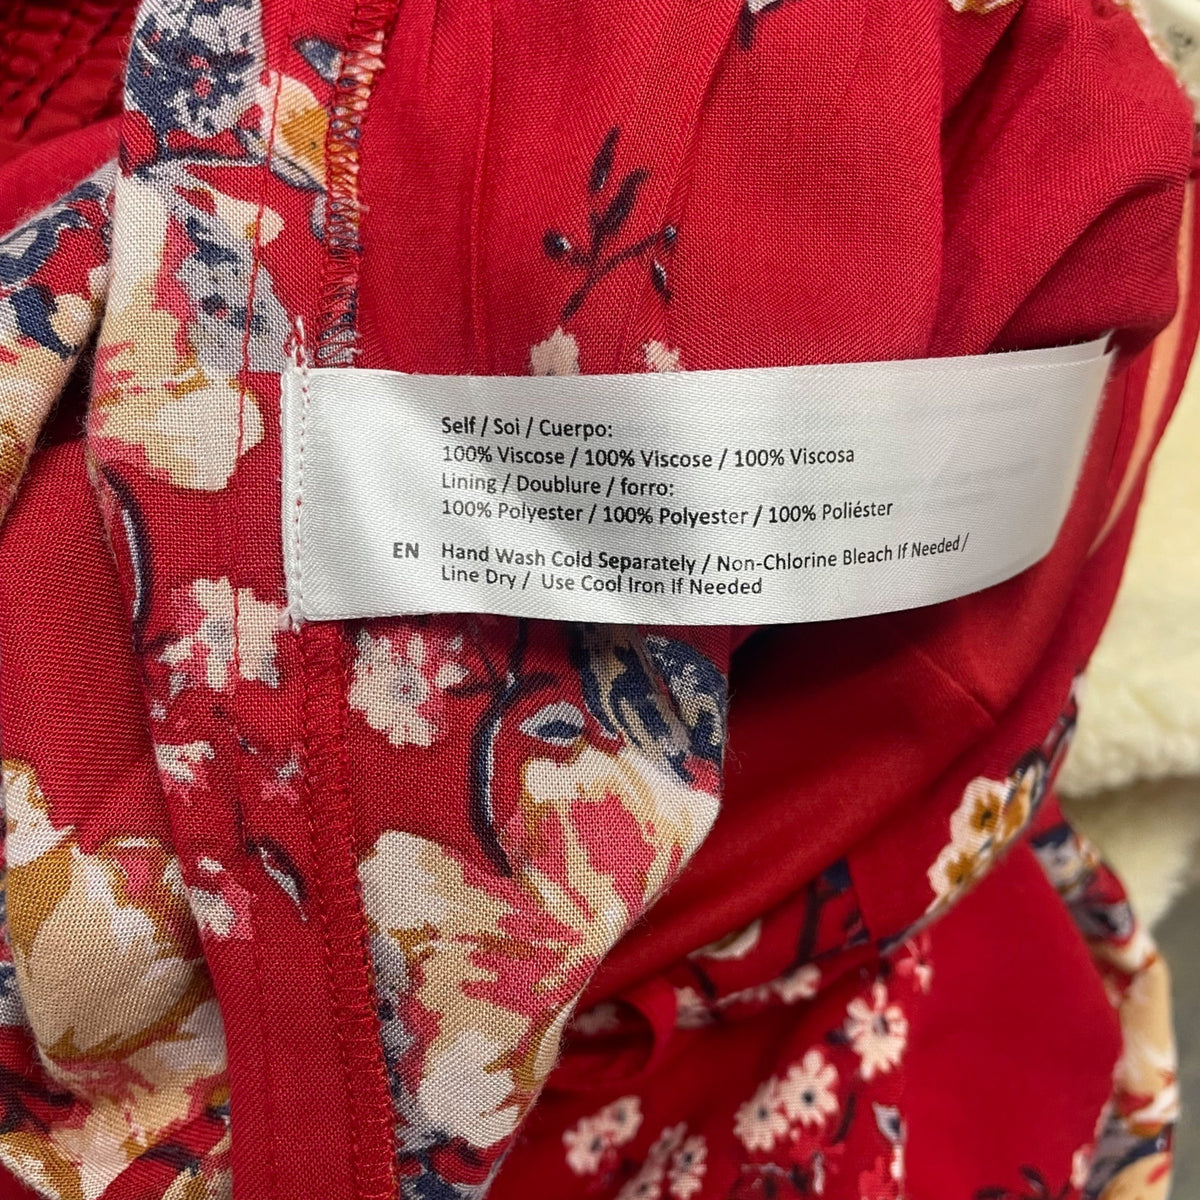 Self / Soi / Cuerpo:
100% Viscose / 100% Viscose / 100% Viscosa
Lining / Doublure / forro:
100% Polyester / 100% Polyester / 100% Poliéster
EN Hand Wash Cold Separately / Non-Chlorine Bleach If Needed /
Line Dry / Use Cool Iron If Needed